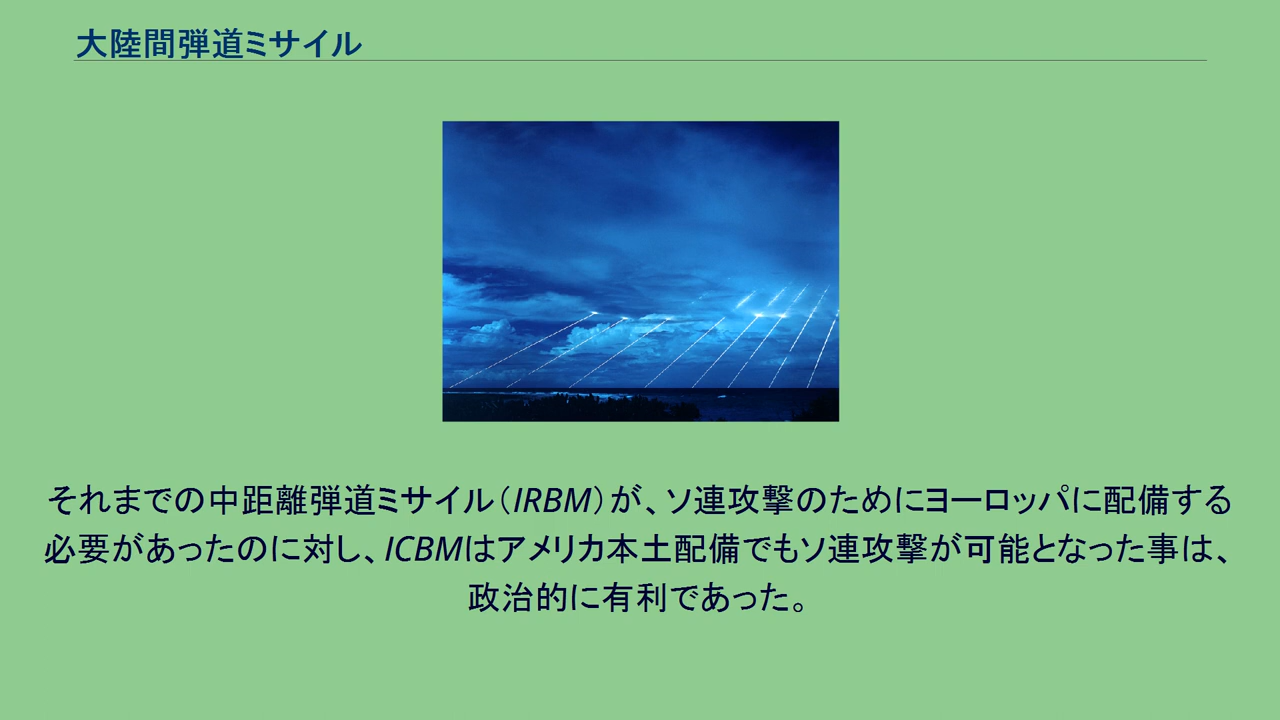 大陸間弾道ミサイル
それまでの中距離弾道ミサイル（IRBM）が、ソ連攻撃のためにヨーロッパに配備する
必要があったのに対し、ICBMはアメリカ本土配備でもソ連攻撃が可能となった事は、
政治的に有利であった。